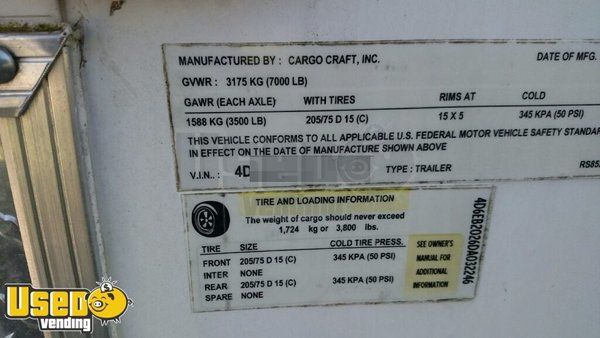 MANUFACTURED BY : CARGO CRAFT, INC. DATE OF MFG.
GVWR : 3175 KG (7000 LB)
GAWR (EACH AXLE) WITH TIRES RIMS AT COLD
1588 KG (3500 LB) 205/75 D 15 (C) 15 X 5 345 KPA (50 PSI)
THIS VEHICLE CONFORMS TO ALL APPLICABLE U.S. FEDERAL MOTOR VEHICLE SAFETY STANDAR
IN EFFECT ON THE DATE OF MANUFACTURE SHOWN ABOVE
V.I.N.. : 4D TYPE : TRAILER RS85
TIRE AND LOADING INFORMATION
The weight of cargo should never exceed
1,724 kg or 3,800 lbs.
TIRE SIZE COLD TIRE PRESS.
FRONT 205/75 D 15 (C) 345 KPA (50 PSI)
INTER NONE
REAR 205/75 D 15 (C) 345 KPA (50 PSI)
SPARE NONE
SEE OWNER'S
MANUAL FOR
ADDITIONAL
INFORMATION
USED
vending